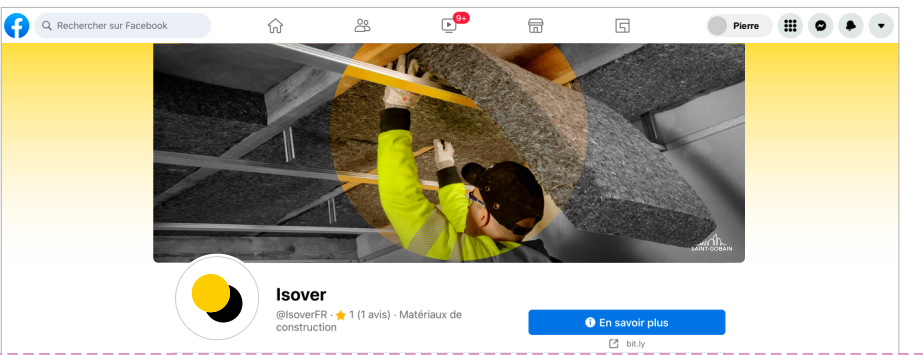 Rechercher sur Facebook
9+
Pierre
SAINT-GOBAIN
Isover
@IsoverFR · ⭐ 1 (1 avis) · Matériaux de
construction
En savoir plus
bit.ly